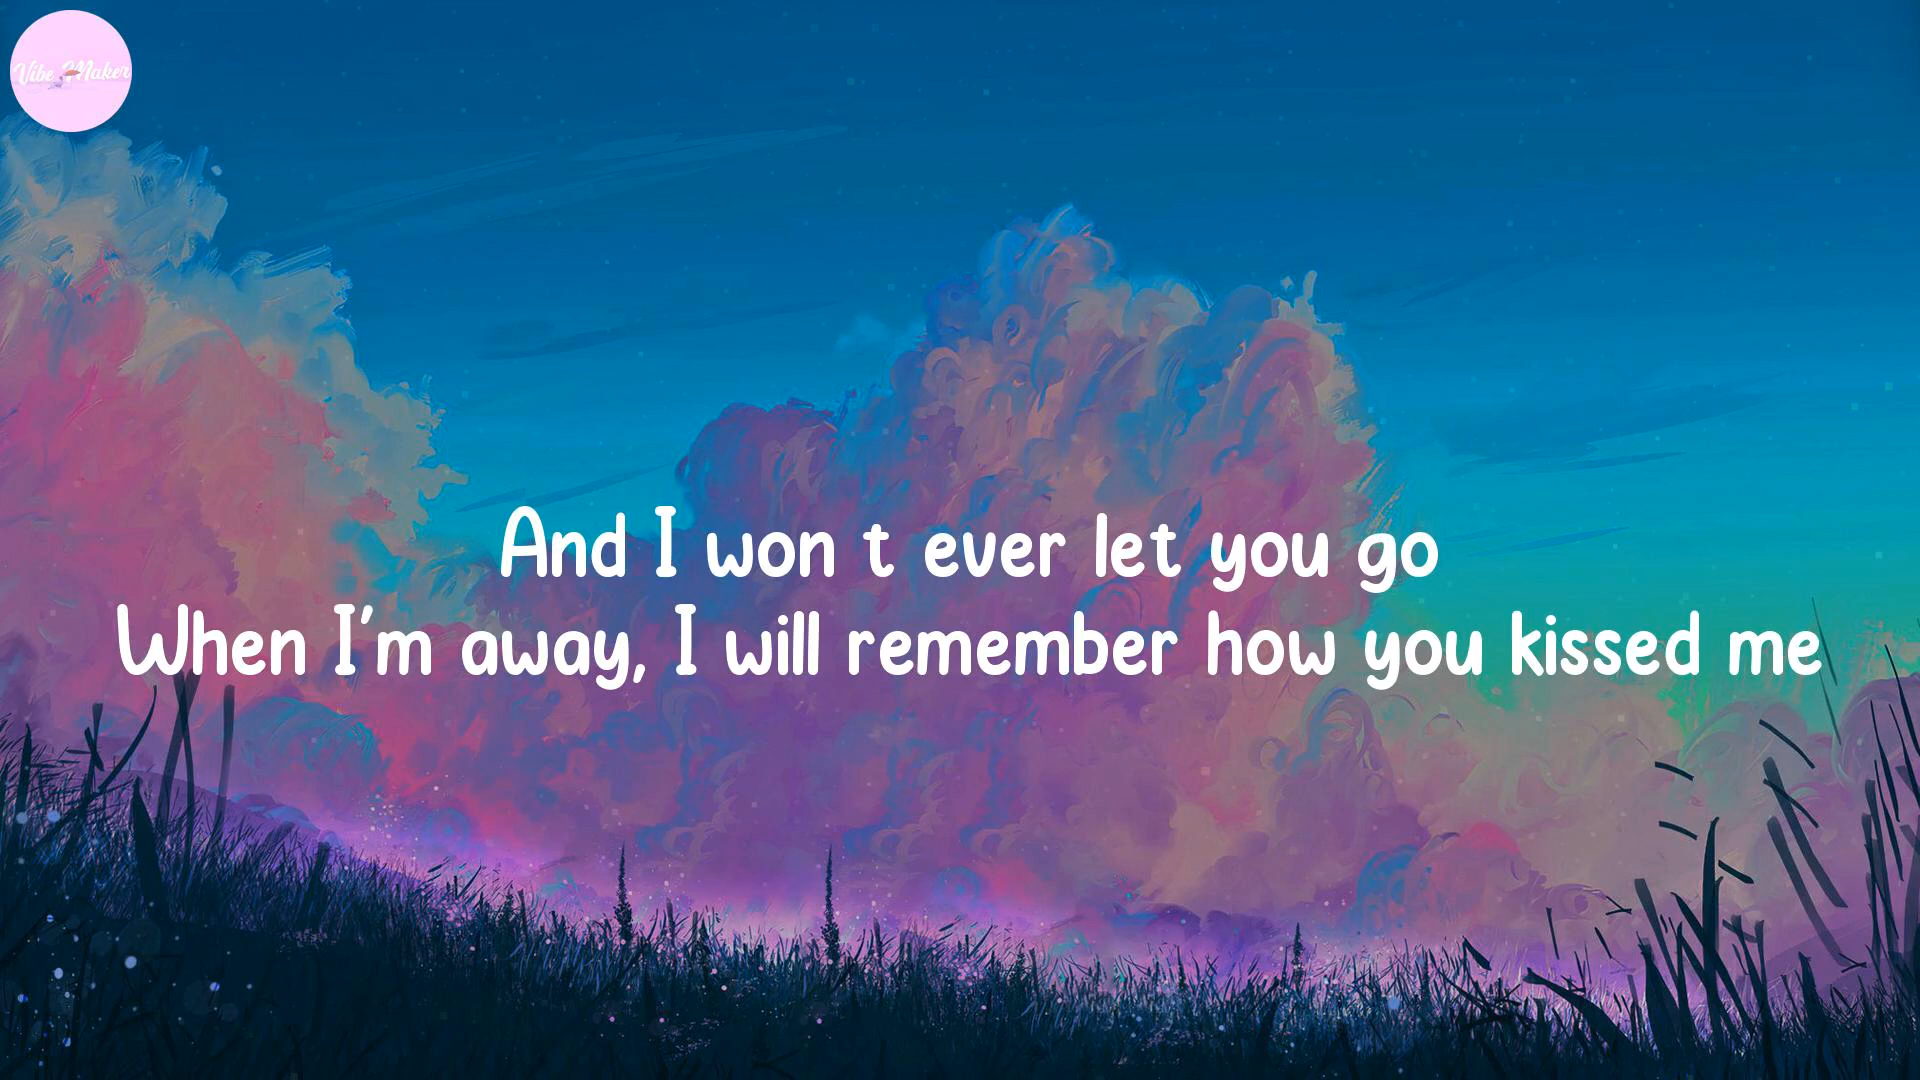 Vibe Maker
And I won t ever let you go
When I'm away, I will remember how you kissed me